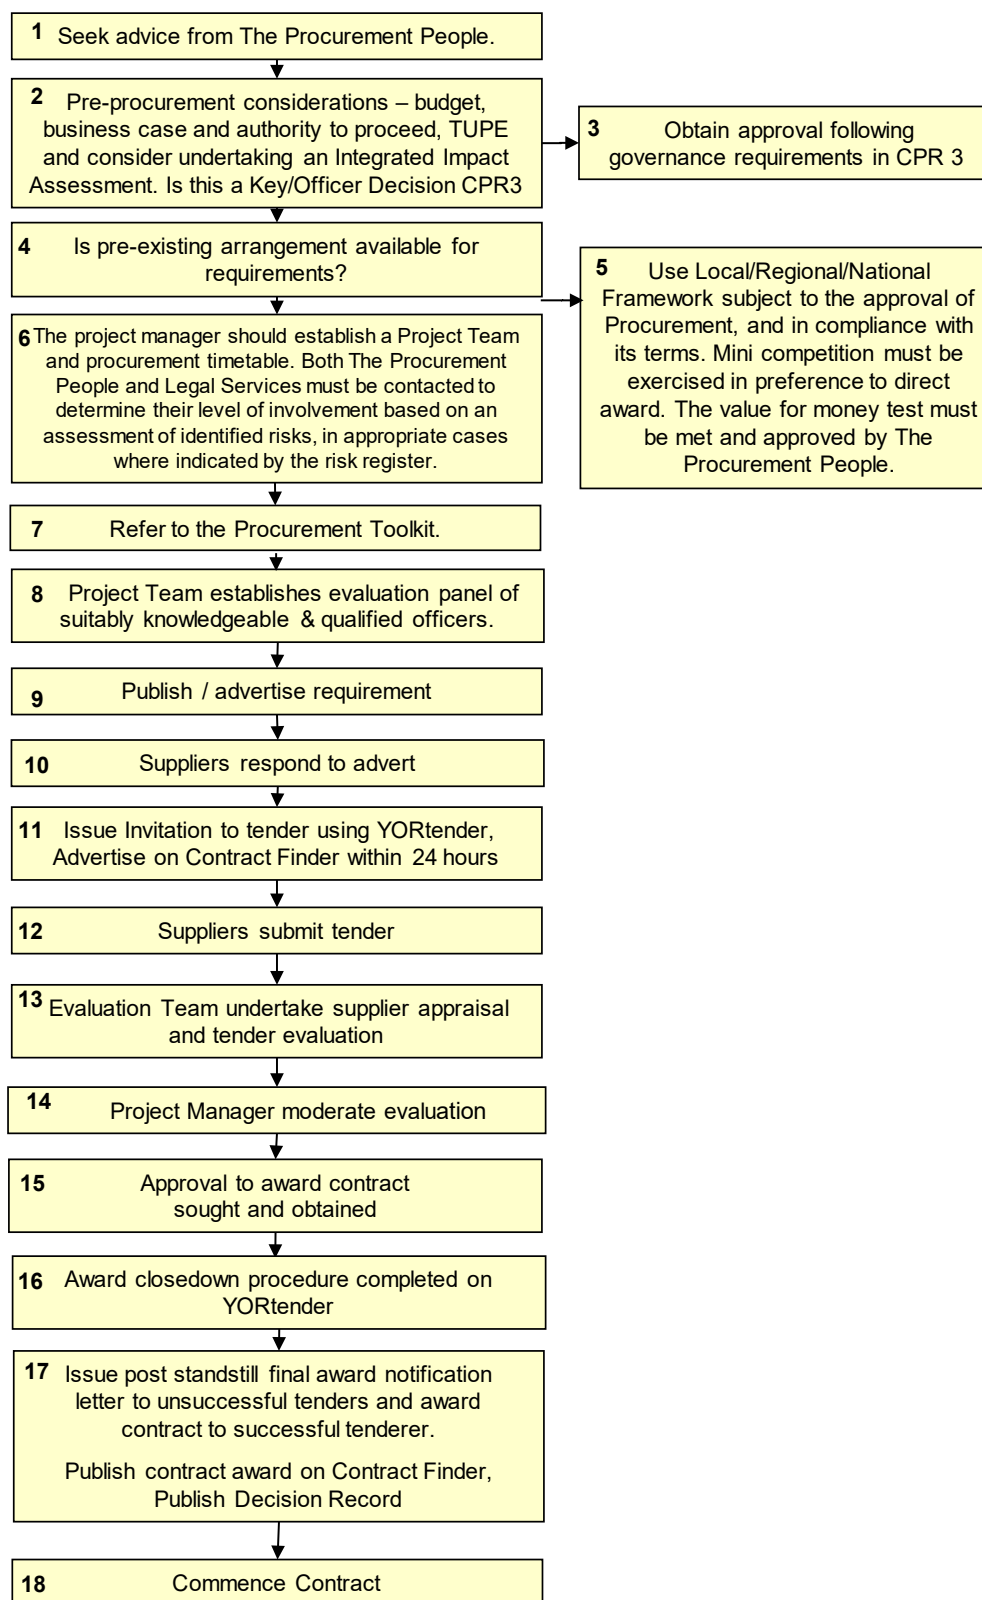 1 Seek advice from The Procurement People.
2 Pre-procurement considerations – budget,
business case and authority to proceed, TUPE
and consider undertaking an Integrated Impact
Assessment. Is this a Key/Officer Decision CPR3
3 Obtain approval following
governance requirements in CPR 3
4 Is pre-existing arrangement available for
requirements?
5 Use Local/Regional/National
Framework subject to the approval of
Procurement, and in compliance with
its terms. Mini competition must be
exercised in preference to direct
award. The value for money test must
be met and approved by The
Procurement People.
6 The project manager should establish a Project Team
and procurement timetable. Both The Procurement
People and Legal Services must be contacted to
determine their level of involvement based on an
assessment of identified risks, in appropriate cases
where indicated by the risk register.
7 Refer to the Procurement Toolkit.
8 Project Team establishes evaluation panel of
suitably knowledgeable & qualified officers.
9 Publish / advertise requirement
10 Suppliers respond to advert
11 Issue Invitation to tender using YORtender,
Advertise on Contract Finder within 24 hours
12 Suppliers submit tender
13 Evaluation Team undertake supplier appraisal
and tender evaluation
14 Project Manager moderate evaluation
15 Approval to award contract
sought and obtained
16 Award closedown procedure completed on
YORtender
17 Issue post standstill final award notification
letter to unsuccessful tenders and award
contract to successful tenderer.
Publish contract award on Contract Finder,
Publish Decision Record
18 Commence Contract